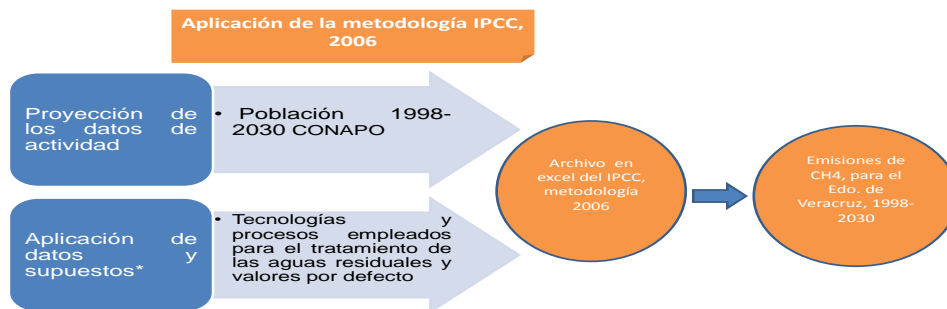 Aplicación de la metodología IPCC,
2006
Proyección de
los datos de
actividad
• Población 1998-
2030 CONAPO
Aplicación de
datos y
supuestos*
• Tecnologías y
procesos empleados
para el tratamiento de
las aguas residuales y
valores por defecto
Archivo en
excel del IPCC,
metodología
2006
Emisiones de
CH4, para el
Edo. de
Veracruz, 1998-
2030